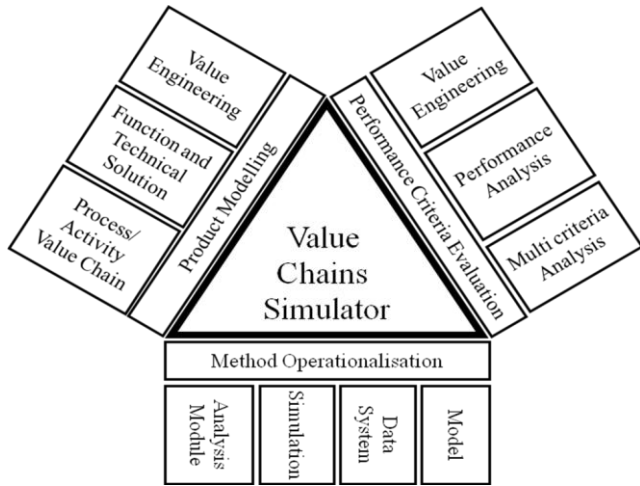 Value
Engineering
Function and
Technical
Solution
Process/
Activity
Value Chain
Product Modelling
Value
Engineering
Performance
Analysis
Multi criteria
Analysis
Performance Criteria Evaluation
Value
Chains
Simulator
Method Operationalisation
Analysis
Module
Simulation
Data
System
Model